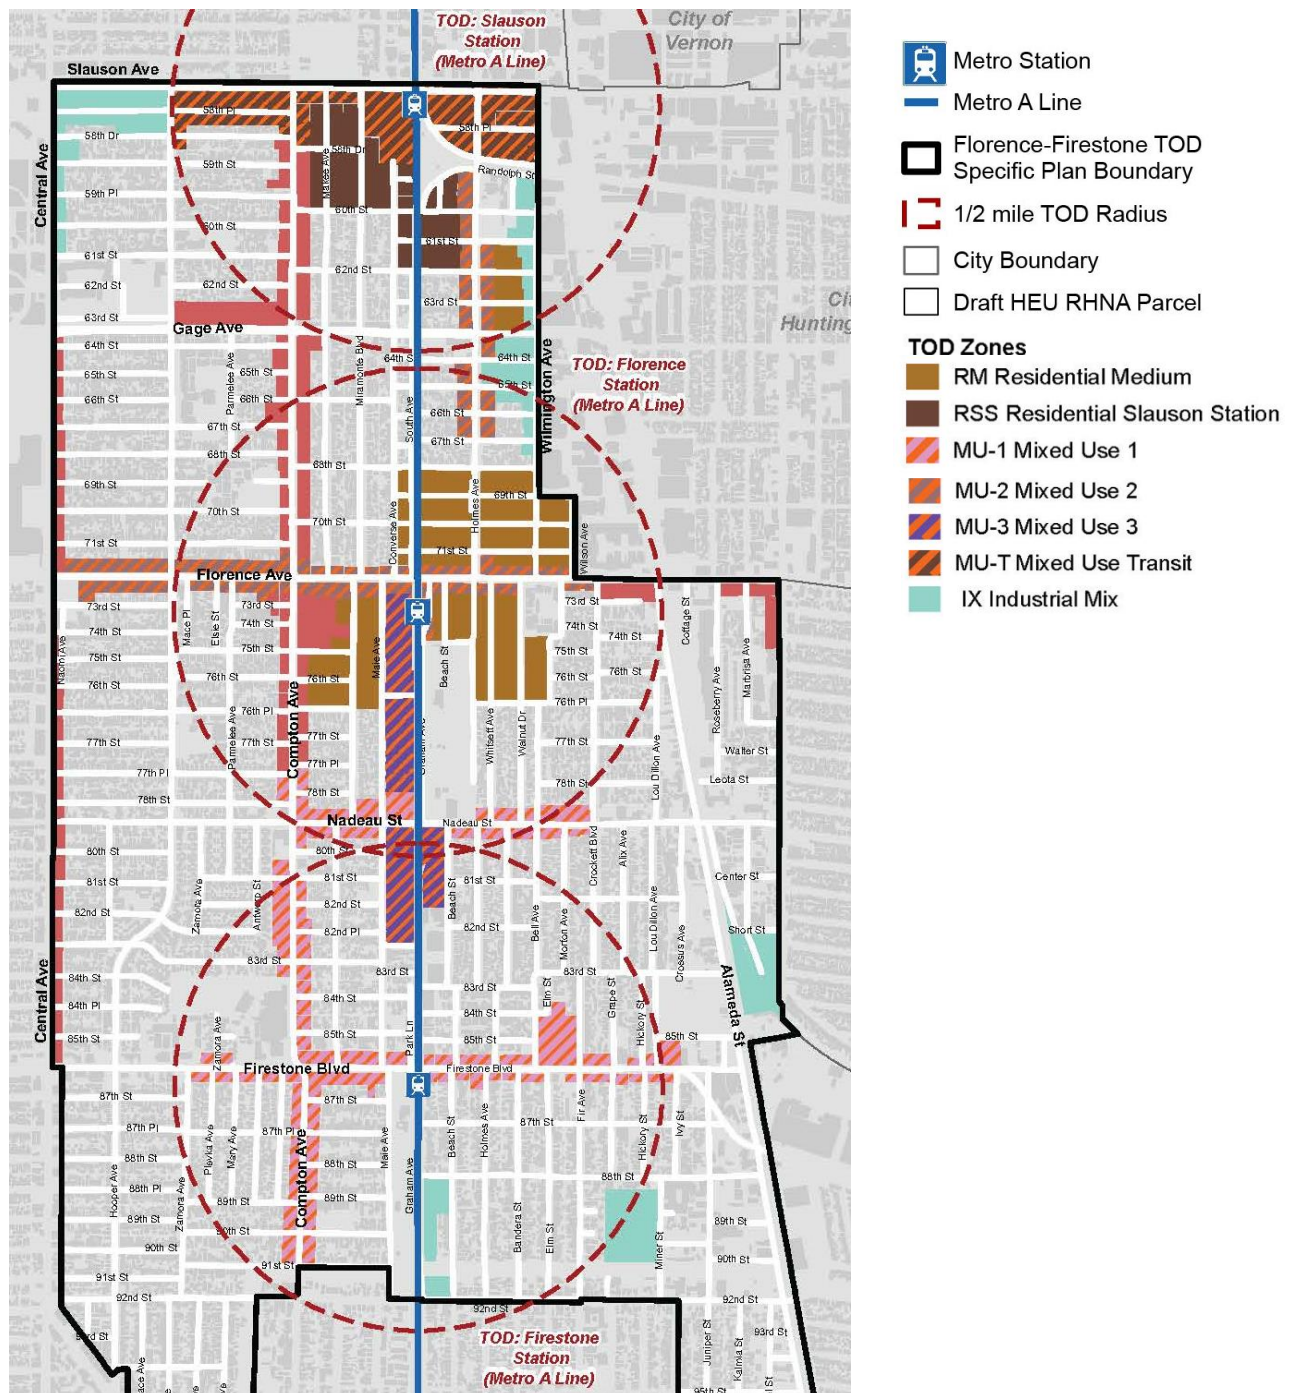 TOD: Slauson
Station
(Metro A Line)
City of
Vernon
Slauson Ave
58th Pl
58th Pl
58th Dr
58th Dr
Central Ave
59th St
Makee Ave
Randolph St
59th Pl
60th St
60th St
61st St
61st St
62nd St
62nd St
62nd St
63rd St
63rd St
Gage Ave
64th St
64th S
64th St
Miramonte Blvd
Parmelee Ave
65th St
65th St
65th St
66th St
66th St
66th St
South Ave
Wilmington Ave
TOD: Florence
Station
(Metro A Line)
Cit
Hunting
67th St
67th St
68th St
68th St
69th St
69th St
Holmes Ave
70th St
70th St
Converse Ave
71st St
71st St
Wilson Ave
Florence Ave
73rd St
73rd St
73rd St
Mace Pl
Elsie St
74th St
74th St
74th St
74th St
Cottage St
Naomi Ave
75th St
75th St
75th St
Maie Ave
Beach St
Marbrisa Ave
76th St
76th St
76th St
76th St
76th St
Roseberry Ave
76th Pl
76th Pl
Compton Ave
Parmelee Ave
77th St
77th St
77th St
77th St
Graham Ave
Whitsett Ave
Walnut Dr
Walter St
77th Pl
77th Pl
Lou Dillon Ave
Leota St
78th St
78th St
78th St
Nadeau St
Nadeau St
80th St
80th St
Crockett Blvd
Alix Ave
81st St
81st St
81st St
Center St
Zamora Ave
Antwerp St
Beach St
82nd St
82nd St
82nd St
82nd Pl
Bell Ave
Morton Ave
Lou Dillon Ave
Crossus Ave
Short St
83rd St
83rd St
83rd St
83rd St
Central Ave
84th St
84th St
84th St
84th Pl
Elm St
Grape St
Hickory St
Alameda St
85th St
85th St
85th St
85th St
Park Ln
Zamora Ave
Firestone Blvd
Firestone Blvd
87th St
87th St
87th St
87th Pl
87th Pl
Fir Ave
Hickory St
Ivy St
Mary Ave
Compton Ave
Maie Ave
Beach St
Holmes Ave
88th St
88th St
88th St
88th Pl
Hooper Ave
Zamora Ave
89th St
89th St
89th St
89th St
Graham Ave
Bandera St
Elm St
Miner St
90th St
90th St
90th St
91st St
91st St
92nd St
92nd St
92nd St
93rd St
93rd St
Juniper St
Kalmia St
95th St
ace Ave
Ave
TOD: Firestone
Station
(Metro A Line)
Metro Station
Metro A Line
Florence-Firestone TOD
Specific Plan Boundary
1/2 mile TOD Radius
City Boundary
Draft HEU RHNA Parcel
TOD Zones
RM Residential Medium
RSS Residential Slauson Station
MU-1 Mixed Use 1
MU-2 Mixed Use 2
MU-3 Mixed Use 3
MU-T Mixed Use Transit
IX Industrial Mix